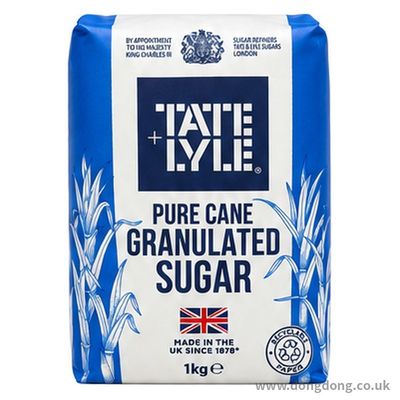 BY APPOINTMENT
TO HIS MAJESTY
KING CHARLES III
SUGAR REFINERS
TATE & LYLE SUGARS
LONDON
TATE
+LYLE®
PURE CANE
GRANULATED
SUGAR
MADE IN THE
UK SINCE 1878*
1kg ℮
RECYCLABLE
PAPER
www.dongdong.co.uk